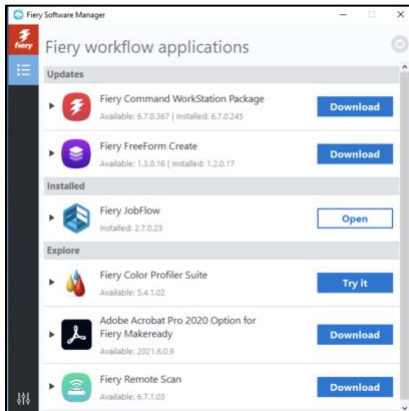 Fiery Software Manager
fiery
Fiery workflow applications
Updates
Fiery Command WorkStation Package
Available: 6.7.0.367 | Installed: 6.7.0.245
Download
Fiery FreeForm Create
Available: 1.3.0.16 | Installed: 1.2.0.17
Download
Installed
Fiery JobFlow
Installed: 2.7.0.23
Open
Explore
Fiery Color Profiler Suite
Available: 5.4.1.02
Try it
Adobe Acrobat Pro 2020 Option for
Fiery Makeready
Available: 2021.6.0.9
Download
Fiery Remote Scan
Available: 6.7.1.03
Download